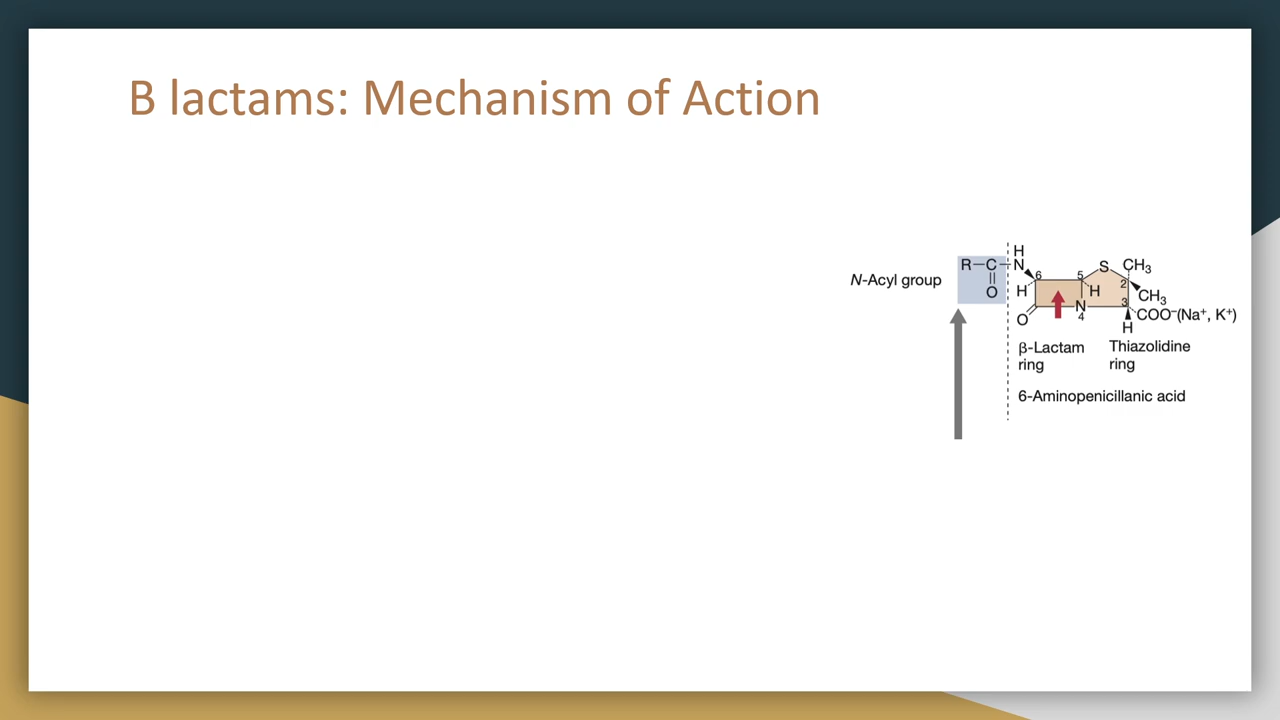 B lactams: Mechanism of Action
N-Acyl group
R–C
O
H
N
H
6
5
H
S
2
CH₃
CH₃
3
COO⁻(Na⁺, K⁺)
H
O
N
4
β-Lactam
ring
Thiazolidine
ring
6-Aminopenicillanic acid